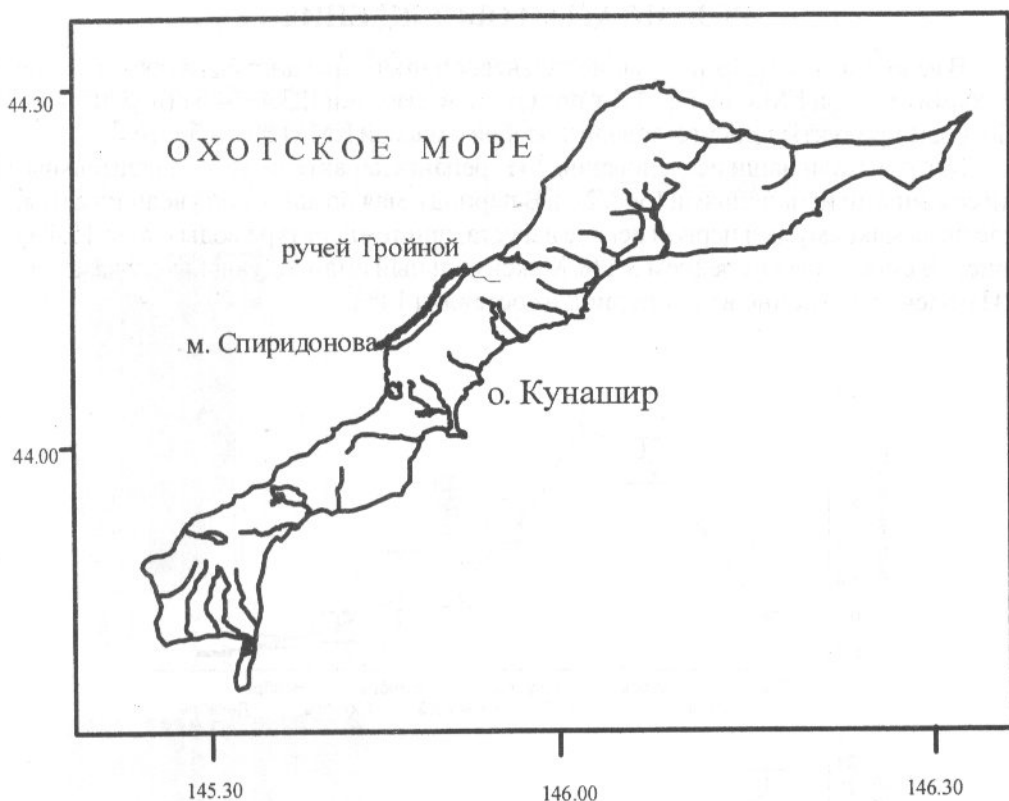 44.30
ОХОТСКОЕ МОРЕ
ручей Тройной
м. Спиридонова
о. Кунашир
44.00
145.30
146.00
146.30